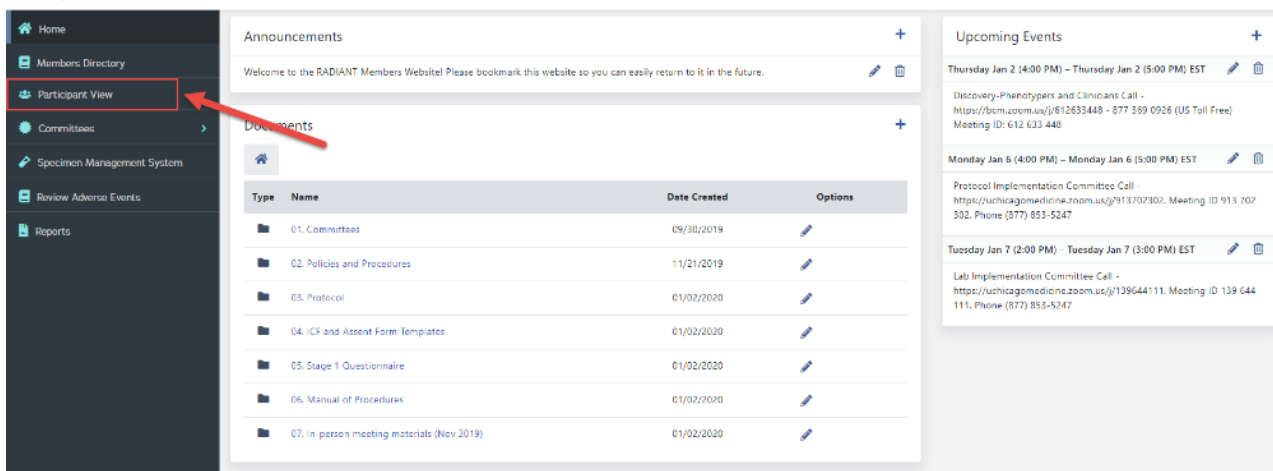 Home
Members Directory
Participant View
Committees
Specimen Management System
Review Adverse Events
Reports
Announcements
Welcome to the RADIANT Members Website! Please bookmark this website so you can easily return to it in the future.
Documents
Type Name Date Created Options
01. Committees 09/30/2019
02. Policies and Procedures 11/21/2019
03. Protocol 01/02/2020
04. ICF and Assent Form Templates 01/02/2020
05. Stage 1 Questionnaire 01/02/2020
06. Manual of Procedures 01/02/2020
07. In-person meeting materials (Nov 2019) 01/02/2020
Upcoming Events
Thursday Jan 2 (4:00 PM) – Thursday Jan 2 (5:00 PM) EST
Discovery-Phenotypers and Clinicians Call -
https://bcm.zoom.us/j/612633448 - 877 369 0926 (US Toll Free)
Meeting ID: 612 633 448
Monday Jan 6 (4:00 PM) – Monday Jan 6 (5:00 PM) EST
Protocol Implementation Committee Call -
https://uchicagomedicine.zoom.us/j/913702302. Meeting ID 913 702
302. Phone (877) 853-5247
Tuesday Jan 7 (2:00 PM) – Tuesday Jan 7 (3:00 PM) EST
Lab Implementation Committee Call -
https://uchicagomedicine.zoom.us/j/139644111. Meeting ID 139 644
111. Phone (877) 853-5247